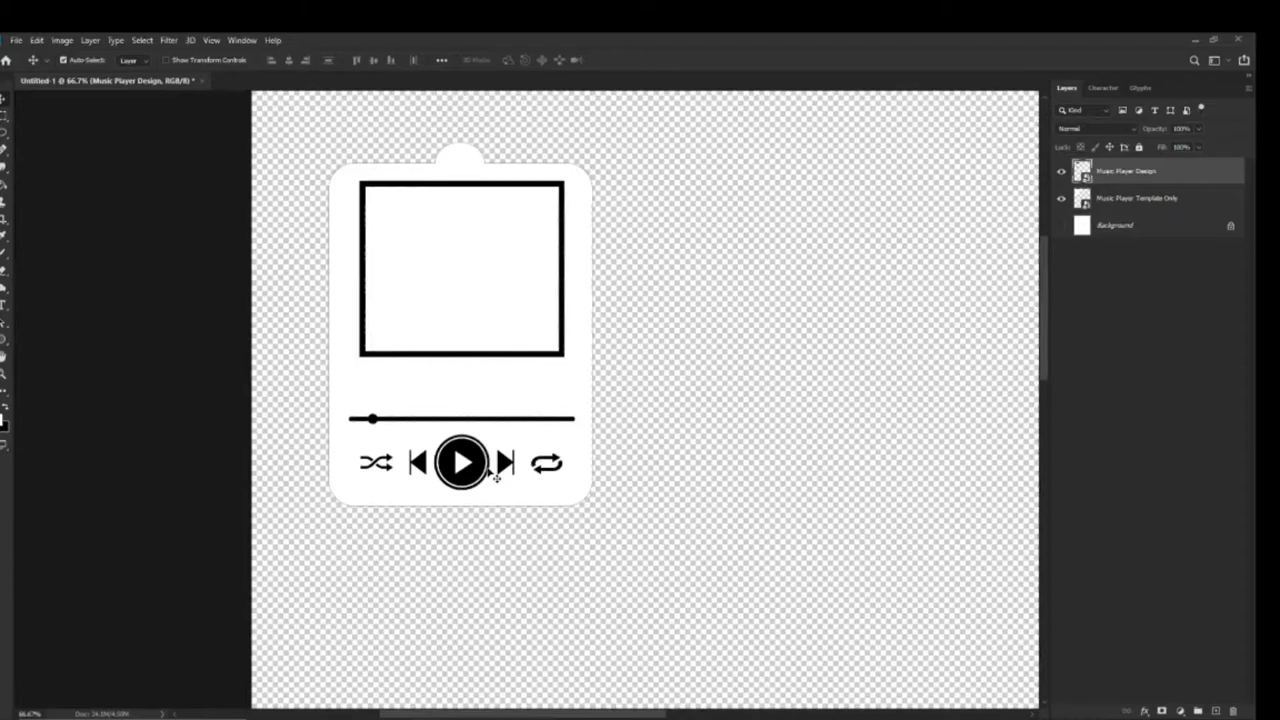 File Edit Image Layer Type Select Filter 3D View Window Help
Auto-Select: Layer Show Transform Controls 3D Mode
Untitled-1 @ 66.7% (Music Player Design, RGB/8) *
Layers Character Glyphs
Kind
Normal Opacity: 100%
Lock: Fill: 100%
Music Player Design
Music Player Template Only
Background
66.67%